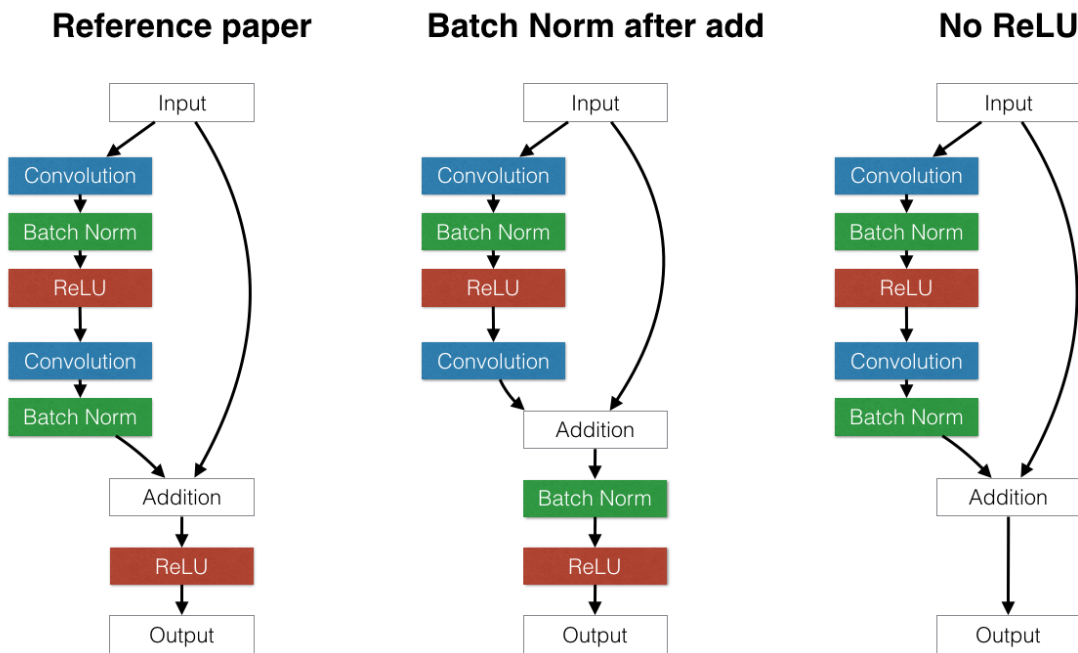 Reference paper
Input
Convolution
Batch Norm
ReLU
Convolution
Batch Norm
Addition
ReLU
Output
Batch Norm after add
Input
Convolution
Batch Norm
ReLU
Convolution
Addition
Batch Norm
ReLU
Output
No ReLU
Input
Convolution
Batch Norm
ReLU
Convolution
Batch Norm
Addition
Output